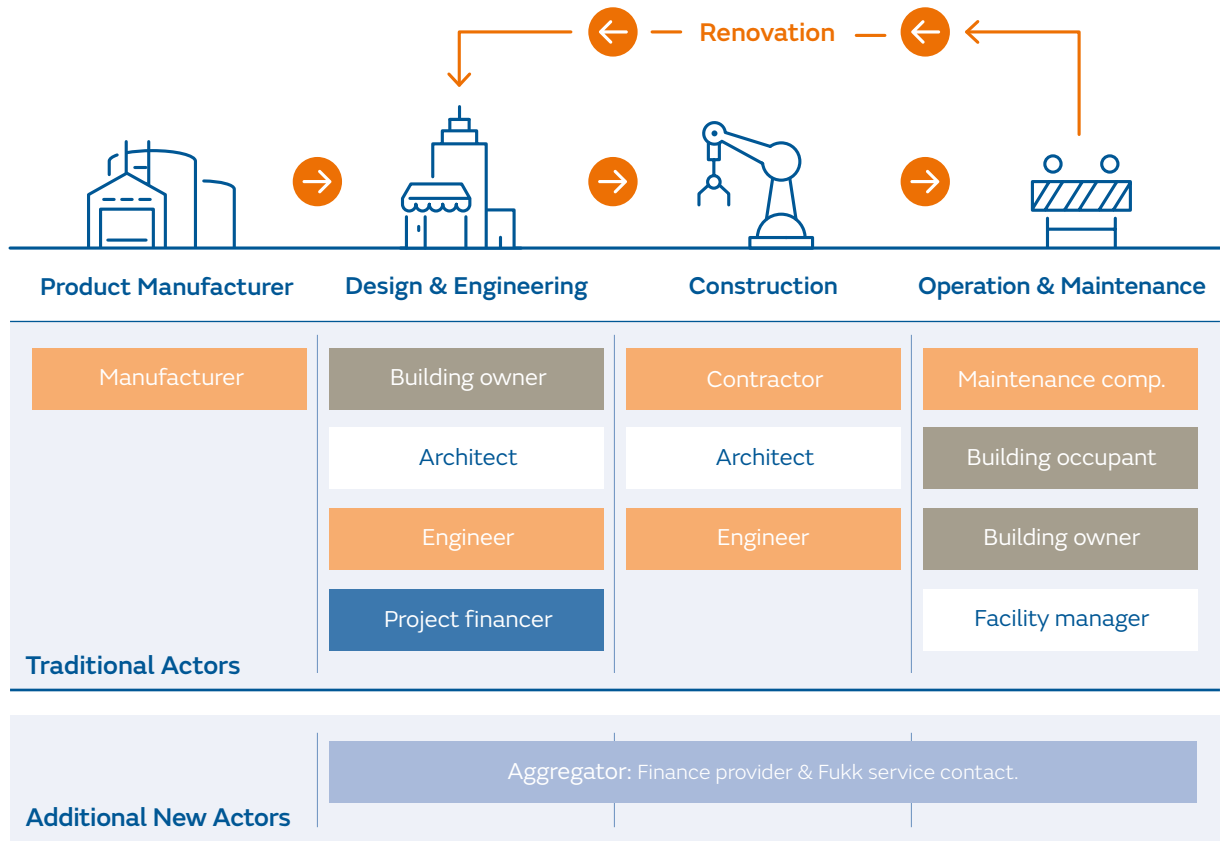 Renovation
Product Manufacturer
Design & Engineering
Construction
Operation & Maintenance
Manufacturer
Building owner
Contractor
Maintenance comp.
Architect
Architect
Building occupant
Engineer
Engineer
Building owner
Project financer
Facility manager
Traditional Actors
Aggregator: Finance provider & Fukk service contact.
Additional New Actors